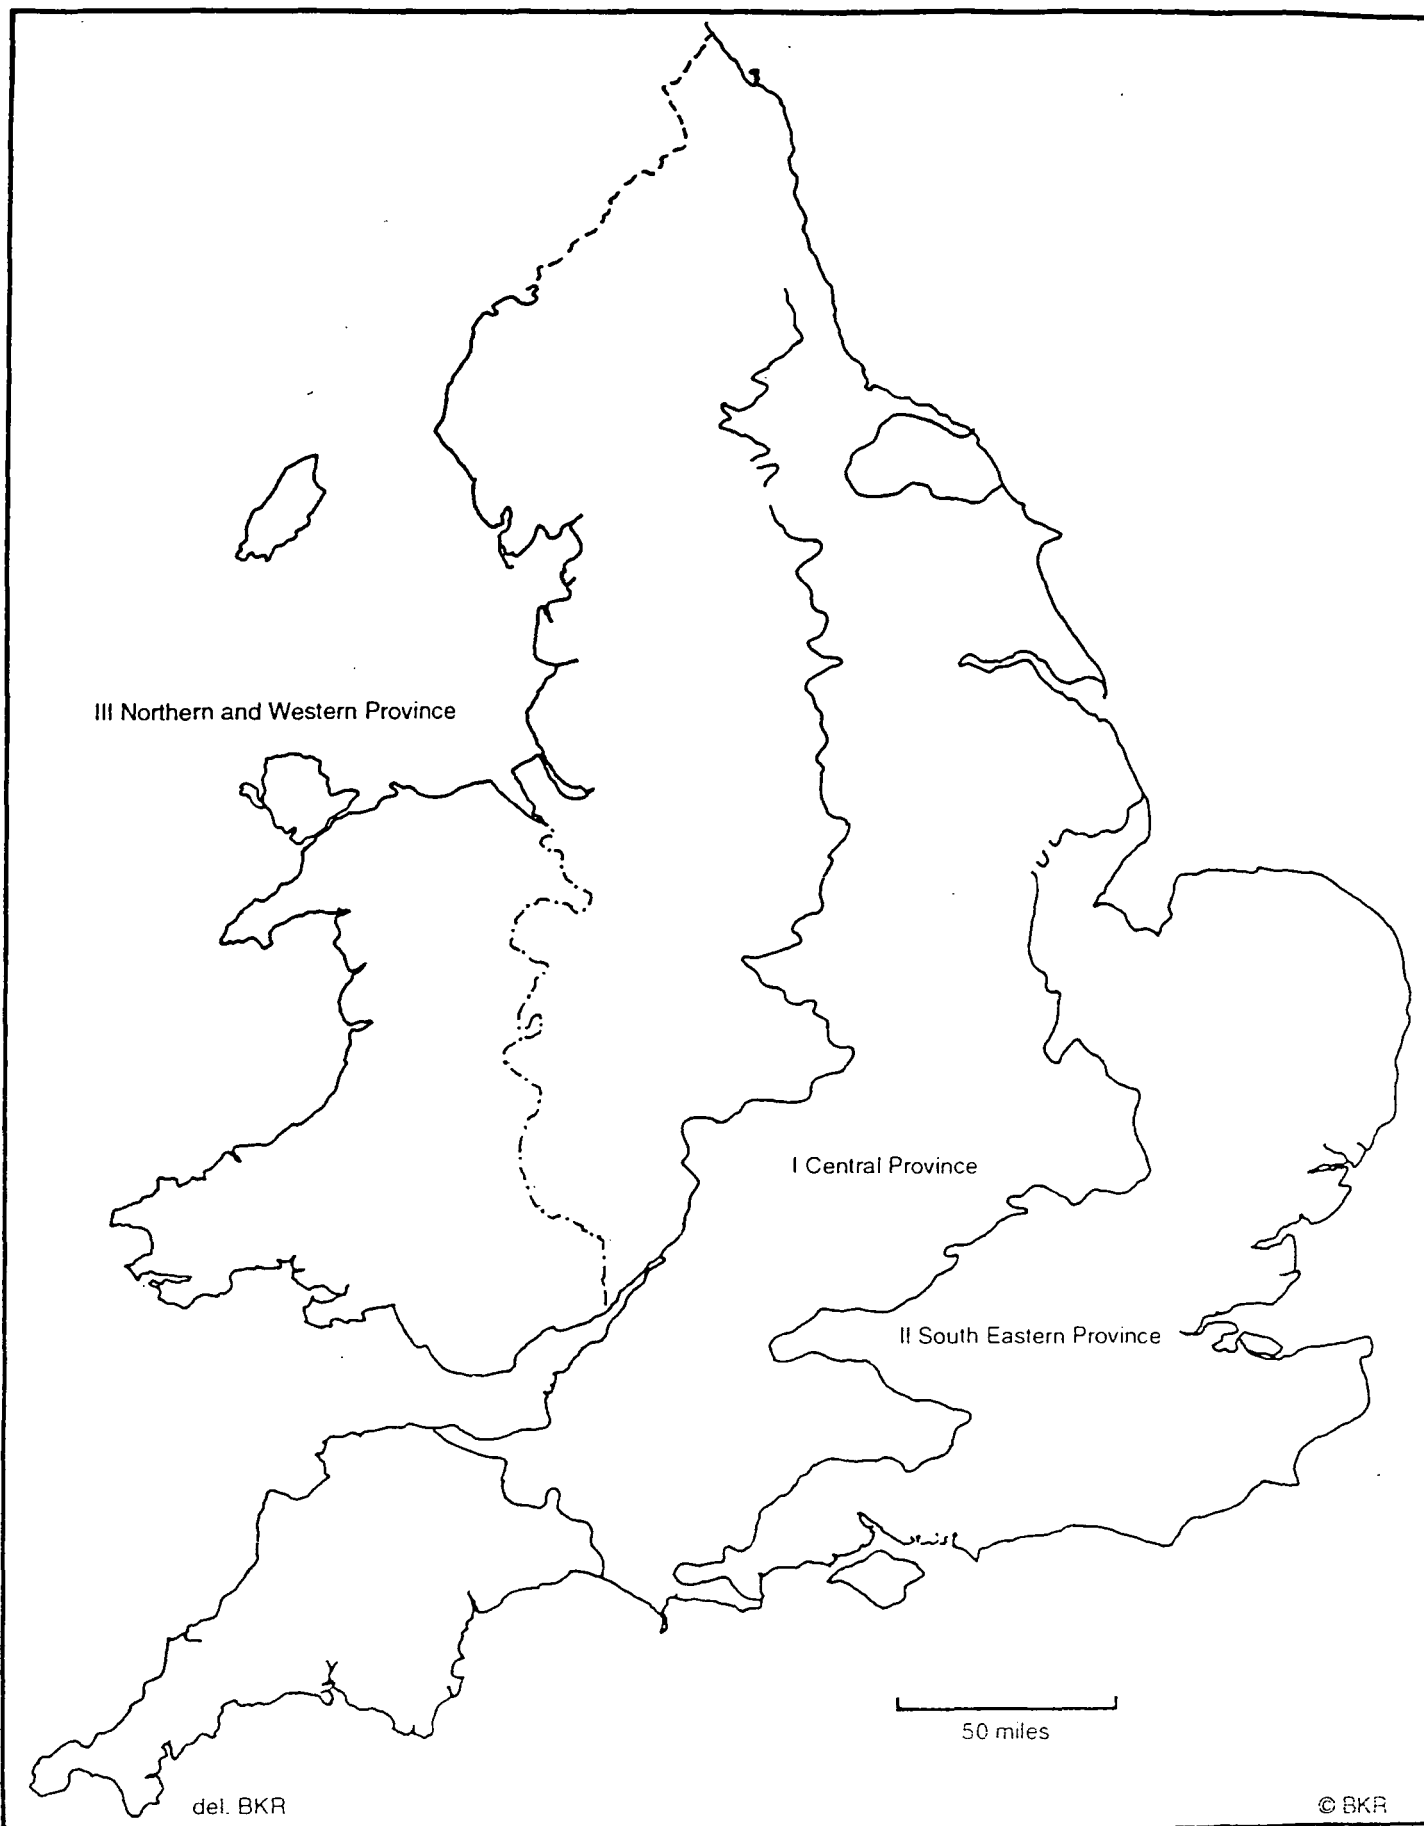 III Northern and Western Province
I Central Province
II South Eastern Province
50 miles
del. BKR
© BKR